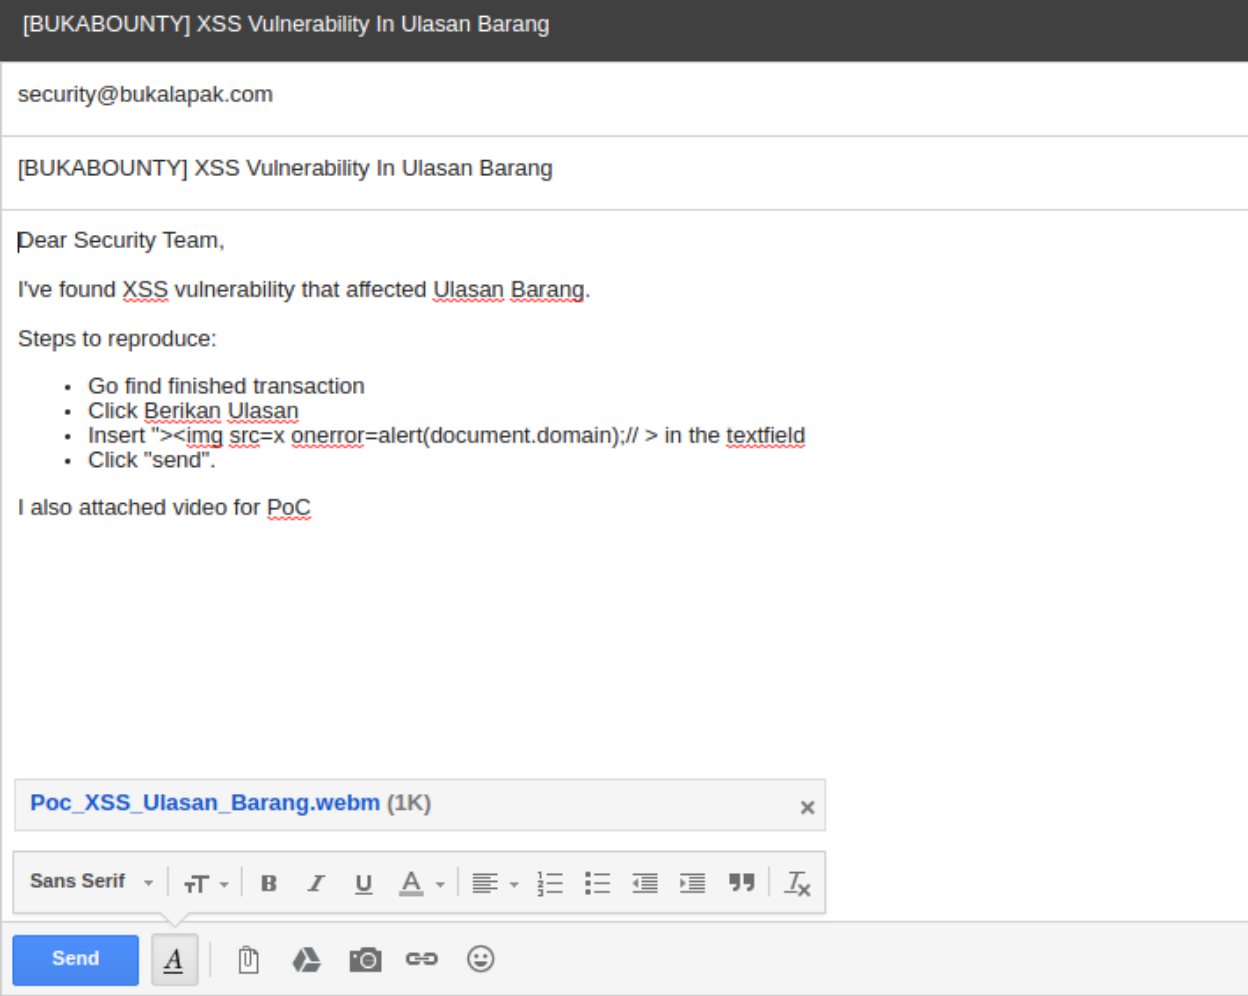 [BUKABOUNTY] XSS Vulnerability In Ulasan Barang
security@bukalapak.com
[BUKABOUNTY] XSS Vulnerability In Ulasan Barang
Dear Security Team,
I've found XSS vulnerability that affected Ulasan Barang.
Steps to reproduce:
• Go find finished transaction
• Click Berikan Ulasan
• Insert "><img src=x onerror=alert(document.domain);// > in the textfield
• Click "send".
I also attached video for PoC
Poc_XSS_Ulasan_Barang.webm (1K)
Sans Serif
Send